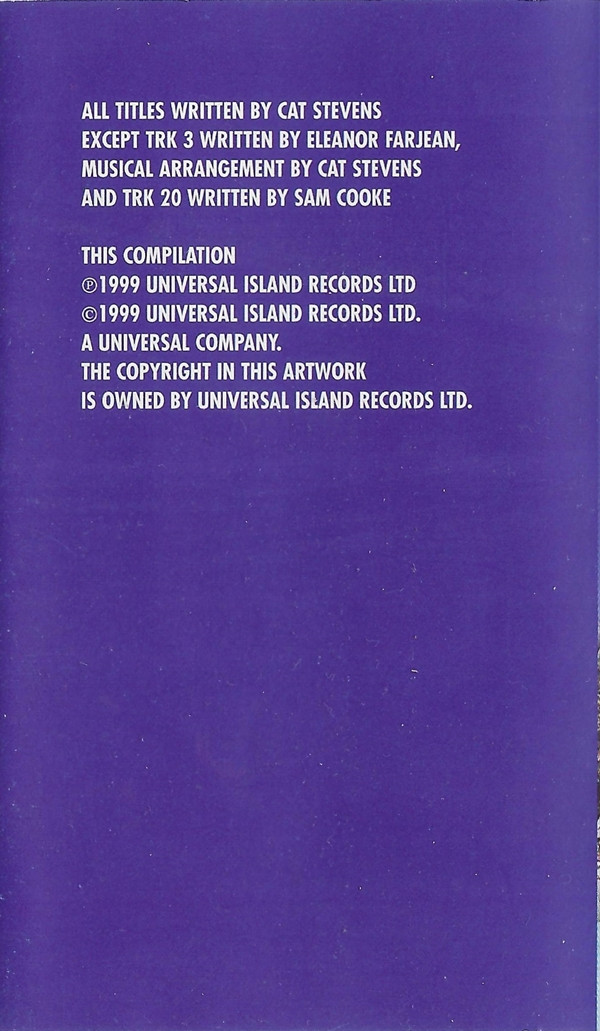 ALL TITLES WRITTEN BY CAT STEVENS
EXCEPT TRK 3 WRITTEN BY ELEANOR FARJEAN,
MUSICAL ARRANGEMENT BY CAT STEVENS
AND TRK 20 WRITTEN BY SAM COOKE
THIS COMPILATION
℗1999 UNIVERSAL ISLAND RECORDS LTD
©1999 UNIVERSAL ISLAND RECORDS LTD.
A UNIVERSAL COMPANY.
THE COPYRIGHT IN THIS ARTWORK
IS OWNED BY UNIVERSAL ISLAND RECORDS LTD.